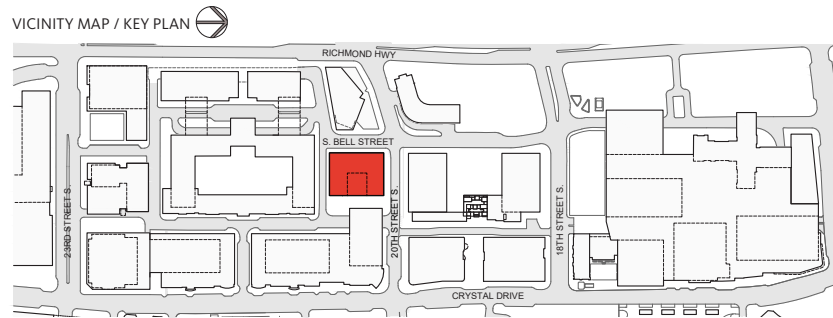 VICINITY MAP / KEY PLAN
RICHMOND HWY
S. BELL STREET
23RD STREET S.
20TH STREET S.
18TH STREET S.
CRYSTAL DRIVE